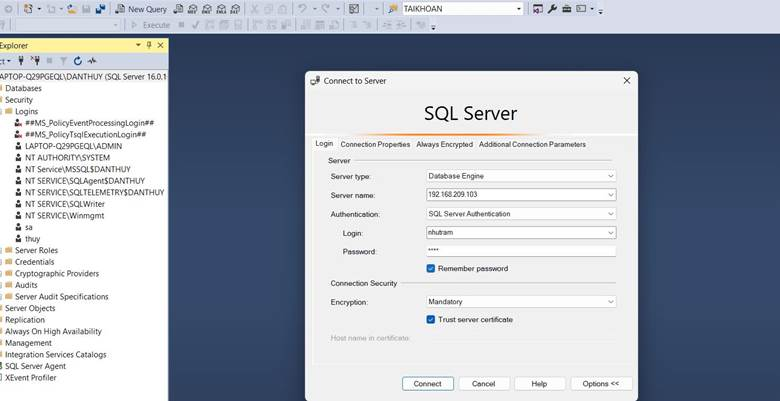 New Query
MDX DMX XMLA DAX
TAIKHOAN
Execute
Explorer
LAPTOP-Q29PGEQL\DANTHUY (SQL Server 16.0.1
Databases
Security
Logins
##MS_PolicyEventProcessingLogin##
##MS_PolicyTsqlExecutionLogin##
LAPTOP-Q29PGEQL\ADMIN
NT AUTHORITY\SYSTEM
NT Service\MSSQL$DANTHUY
NT SERVICE\SQLAgent$DANTHUY
NT SERVICE\SQLTELEMETRY$DANTHUY
NT SERVICE\SQLWriter
NT SERVICE\Winmgmt
sa
thuy
Server Roles
Credentials
Cryptographic Providers
Audits
Server Audit Specifications
Server Objects
Replication
Always On High Availability
Management
Integration Services Catalogs
SQL Server Agent
XEvent Profiler
Connect to Server
SQL Server
Login Connection Properties Always Encrypted Additional Connection Parameters
Server
Server type: Database Engine
Server name: 192.168.209.103
Authentication: SQL Server Authentication
Login: nhutram
Password: ****
Remember password
Connection Security
Encryption: Mandatory
Trust server certificate
Host name in certificate:
Connect Cancel Help Options <<